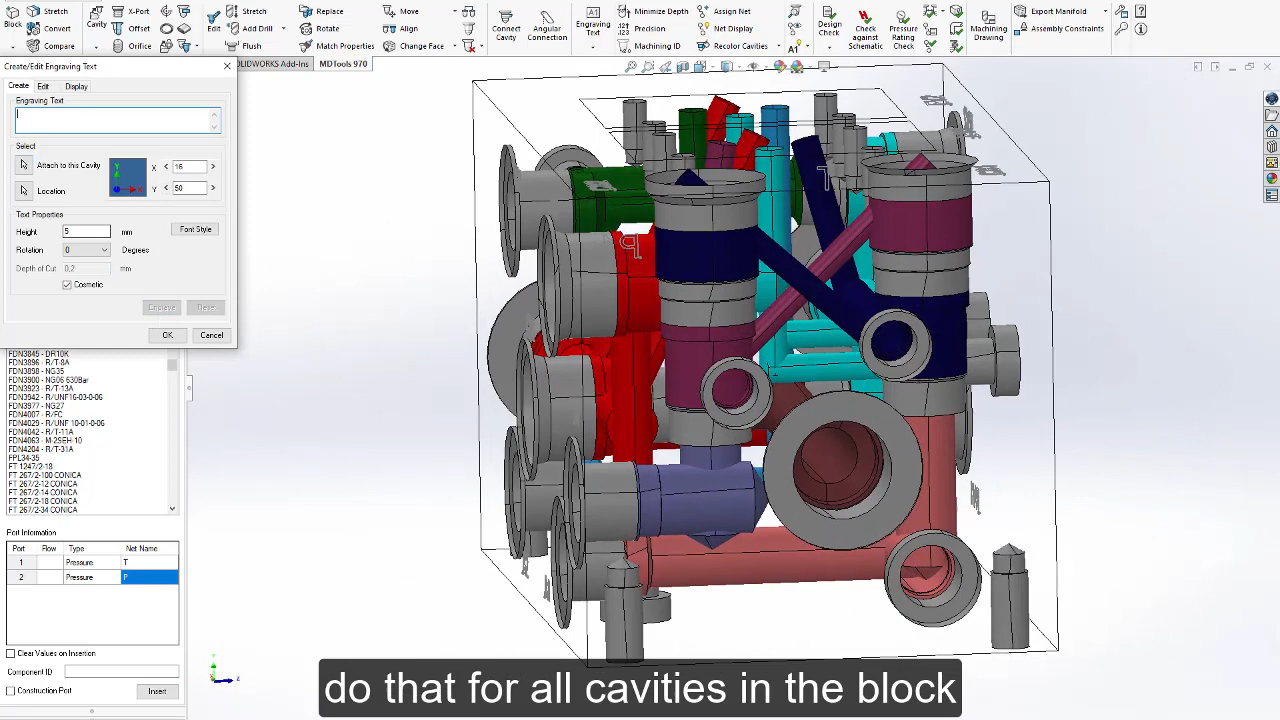 Block
Stretch
Convert
Compare
Cavity
X-Port
Offset
Orifice
Edit
Stretch
Add Drill
Flush
Replace
Rotate
Match Properties
Move
Align
Change Face
Connect
Cavity
Angular
Connection
Engraving
Text
Minimize Depth
Precision
Machining ID
Assign Net
Net Display
Recolor Cavities
A1
Design
Check
Check against
Schematic
Pressure
Rating
Check
Machining
Drawing
Export Manifold
Assembly Constraints
SOLIDWORKS Add-Ins
MDTools 970
Create/Edit Engraving Text
Create
Edit
Display
Engraving Text
Select
Attach to this Cavity
Location
Y
X
X < 16 >
Y < 50 >
Text Properties
Height 5 mm
Font Style
Rotation 0 Degrees
Depth of Cut 0,2 mm
Cosmetic
Engrave
Reset
OK
Cancel
FDN3845 - DR10K
FDN3896 - R/T-8A
FDN3898 - NG35
FDN3900 - NG06 630Bar
FDN3923 - R/T-13A
FDN3942 - R/UNF16-03-0-06
FDN3977 - NG27
FDN4007 - R/FC
FDN4029 - R/UNF 10-01-0-06
FDN4042 - R/T-11A
FDN4063 - M-2SEH-10
FDN4204 - R/T-31A
FPL34-35
FT 1247/2-18
FT 267/2-100 CONICA
FT 267/2-12 CONICA
FT 267/2-14 CONICA
FT 267/2-18 CONICA
FT 267/2-34 CONICA
Port Information
Port Flow Type Net Name
1 Pressure T
2 Pressure P
Clear Values on Insertion
Component ID
Construction Port
Insert
P
do that for all cavities in the block